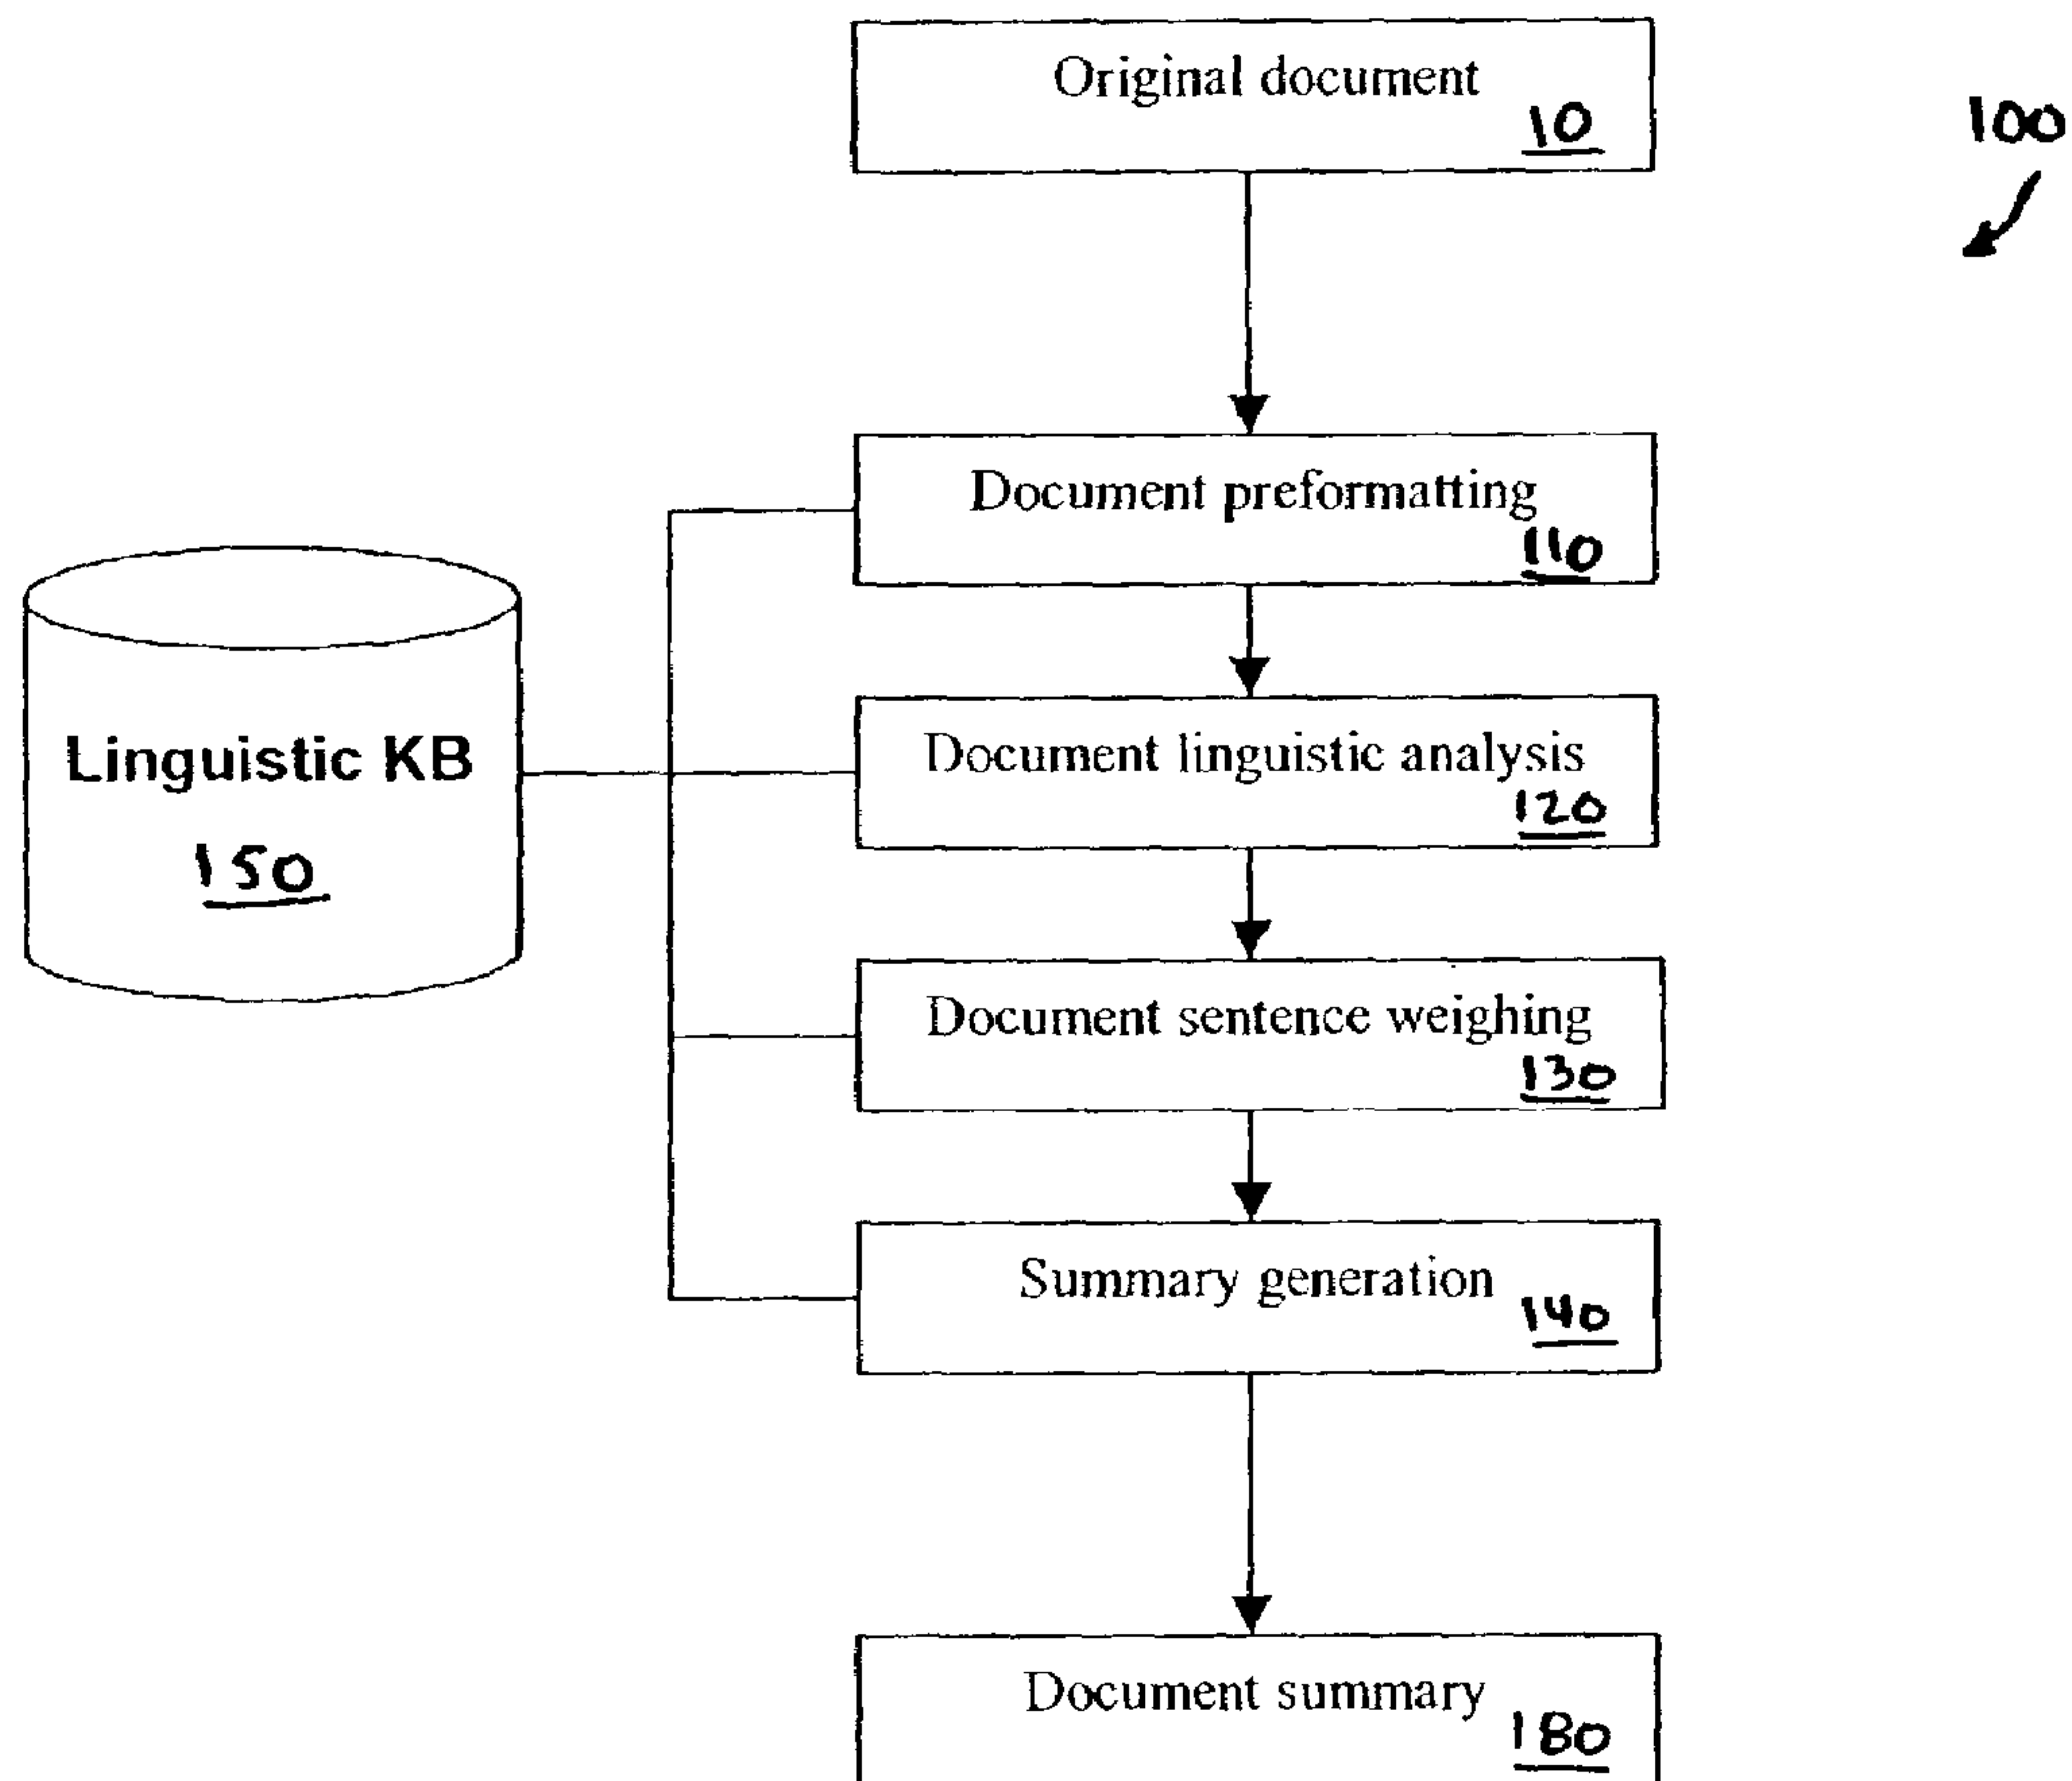 Original document
10
100
Document preformatting
110
Linguistic KB
150
Document linguistic analysis
120
Document sentence weighing
130
Summary generation
140
Document summary
180